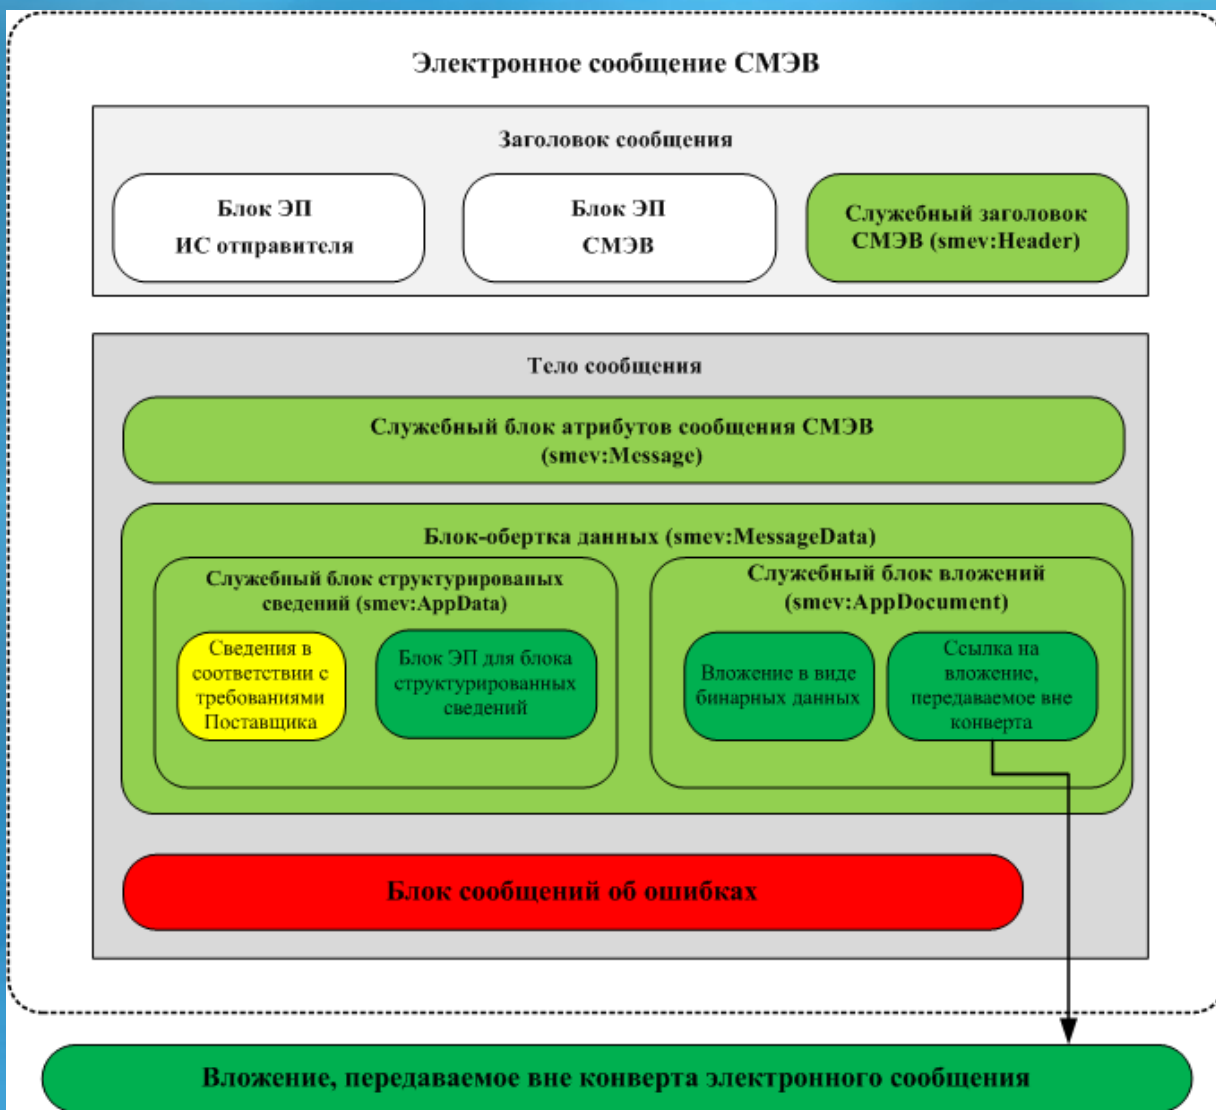 Электронное сообщение СМЭВ
Заголовок сообщения
Блок ЭП
ИС отправителя
Блок ЭП
СМЭВ
Служебный заголовок
СМЭВ (smev:Header)
Тело сообщения
Служебный блок атрибутов сообщения СМЭВ
(smev:Message)
Блок-обертка данных (smev:MessageData)
Служебный блок структурированых
сведений (smev:AppData)
Сведения в
соответствии с
требованиями
Поставщика
Блок ЭП для блока
структурированных
сведений
Служебный блок вложений
(smev:AppDocument)
Вложение в виде
бинарных данных
Ссылка на
вложение,
передаваемое вне
конверта
Блок сообщений об ошибках
Вложение, передаваемое вне конверта электронного сообщения